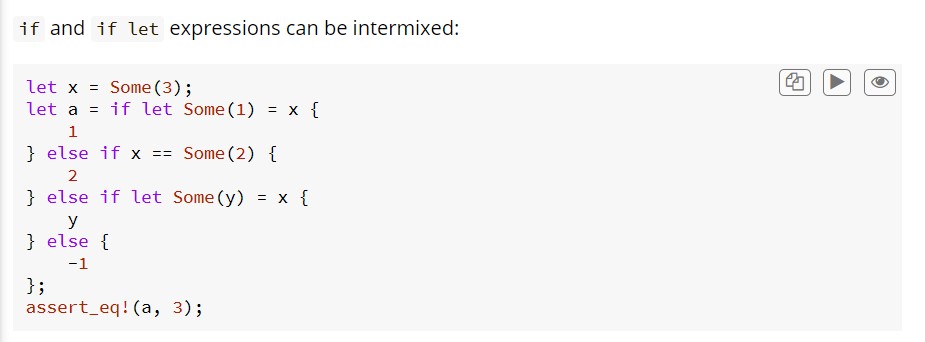 if and if let expressions can be intermixed:
let x = Some(3);
let a = if let Some(1) = x {
    1
} else if x == Some(2) {
    2
} else if let Some(y) = x {
    y
} else {
    -1
};
assert_eq!(a, 3);